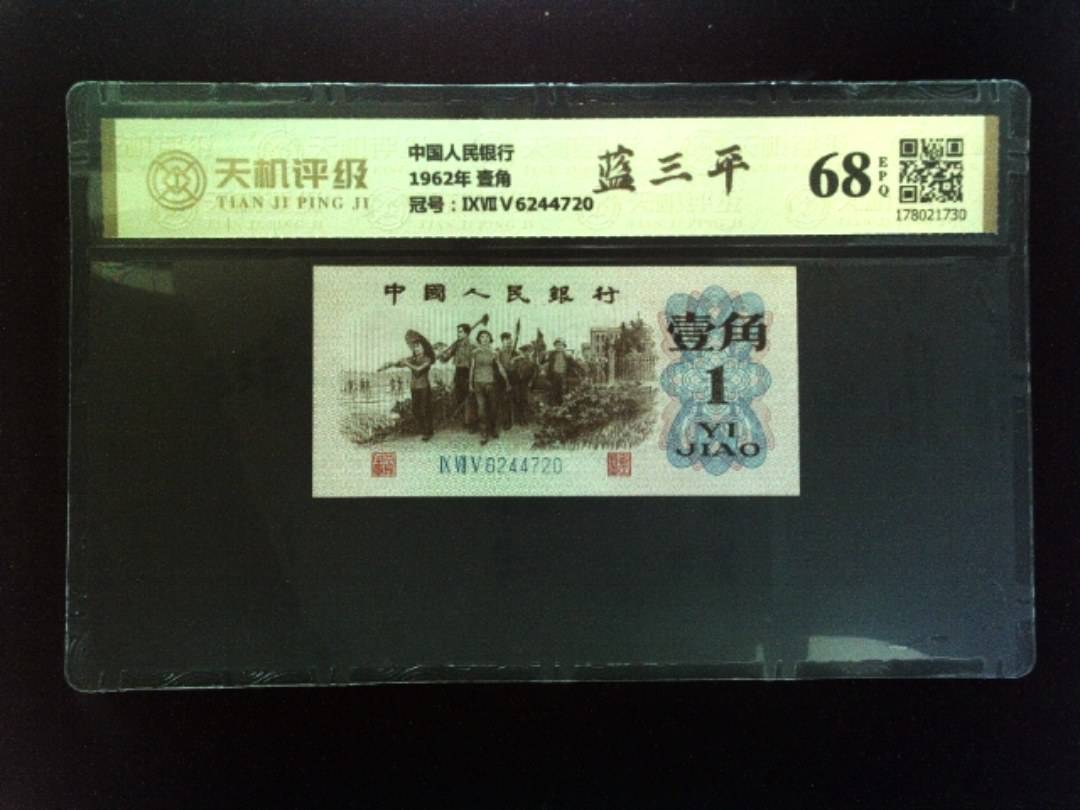 天机评级
TIAN JI PING JI
中国人民银行
1962年 壹角
冠号：ⅨⅦⅤ6244720
蓝三平
68
EPQ
178021730
中國人民銀行
壹角
1
YI
JIAO
ⅨⅦⅤ6244720